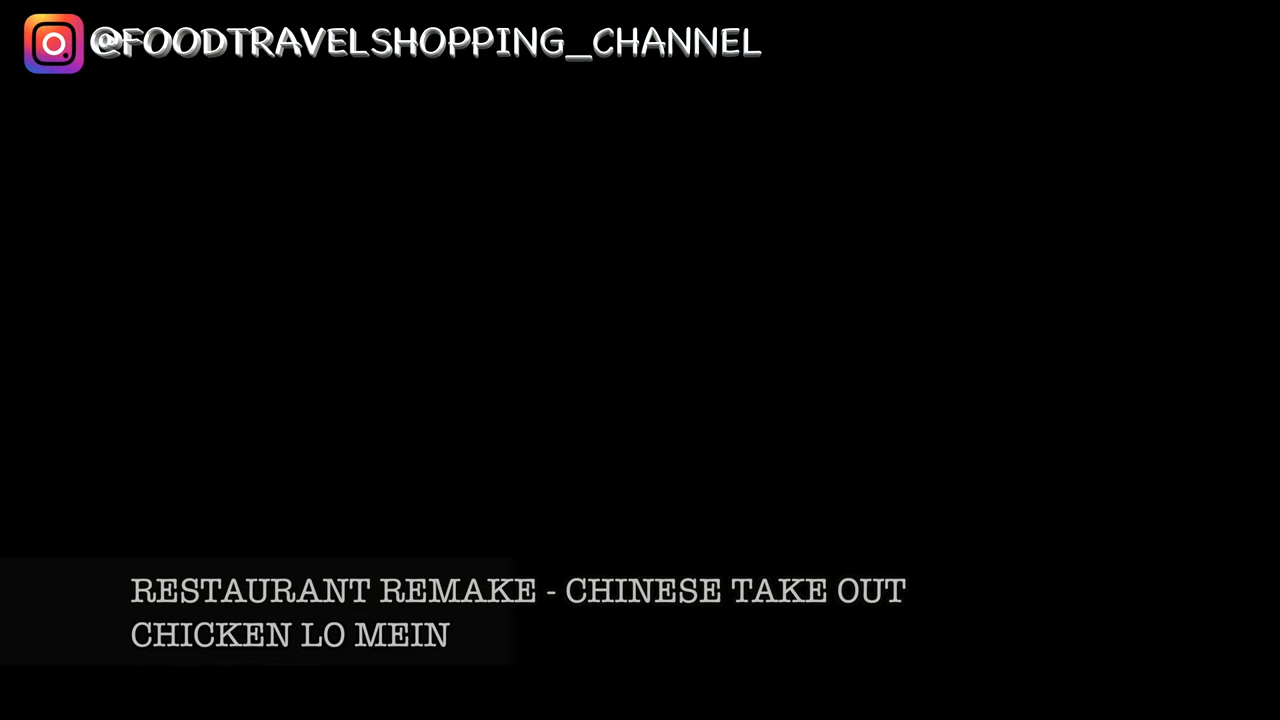 @FOODTRAVELSHOPPING_CHANNEL
RESTAURANT REMAKE - CHINESE TAKE OUT
CHICKEN LO MEIN